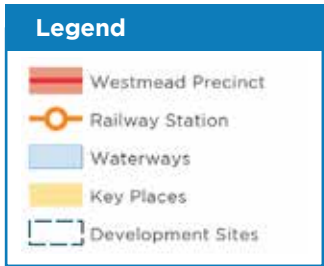 Legend
Westmead Precinct
Railway Station
Waterways
Key Places
Development Sites